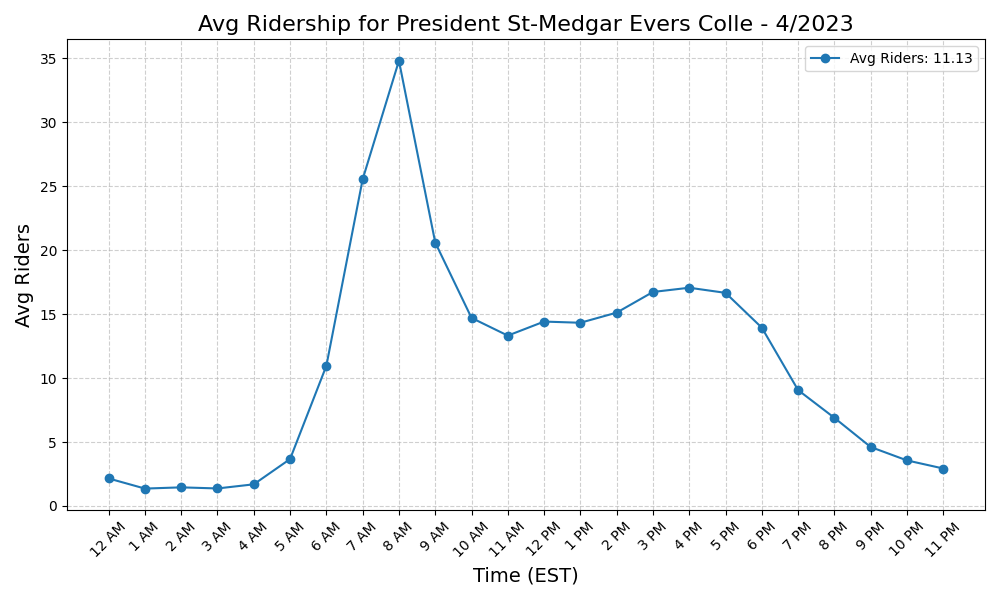 Avg Ridership for President St-Medgar Evers Colle - 4/2023
Avg Riders: 11.13
Avg Riders
35
30
25
20
15
10
5
0
12 AM
1 AM
2 AM
3 AM
4 AM
5 AM
6 AM
7 AM
8 AM
9 AM
10 AM
11 AM
12 PM
1 PM
2 PM
3 PM
4 PM
5 PM
6 PM
7 PM
8 PM
9 PM
10 PM
11 PM
Time (EST)